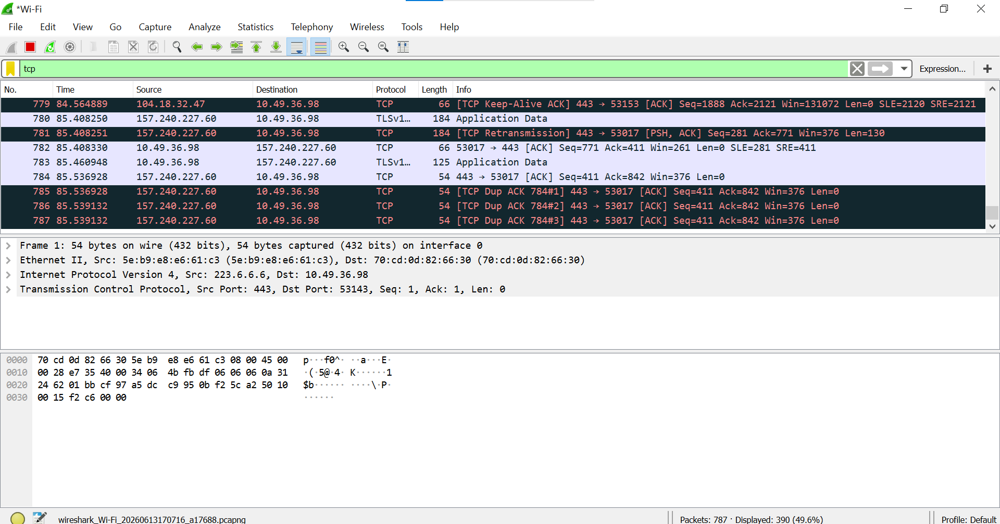 *Wi-Fi
File Edit View Go Capture Analyze Statistics Telephony Wireless Tools Help
tcp Expression... +
No. Time Source Destination Protocol Length Info
779 84.564889 104.18.32.47 10.49.36.98 TCP 66 [TCP Keep-Alive ACK] 443 → 53153 [ACK] Seq=1888 Ack=2121 Win=131072 Len=0 SLE=2120 SRE=2121
780 85.408250 157.240.227.60 10.49.36.98 TLSv1… 184 Application Data
781 85.408251 157.240.227.60 10.49.36.98 TCP 184 [TCP Retransmission] 443 → 53017 [PSH, ACK] Seq=281 Ack=771 Win=376 Len=130
782 85.408330 10.49.36.98 157.240.227.60 TCP 66 53017 → 443 [ACK] Seq=771 Ack=411 Win=261 Len=0 SLE=281 SRE=411
783 85.460948 10.49.36.98 157.240.227.60 TLSv1… 125 Application Data
784 85.536928 157.240.227.60 10.49.36.98 TCP 54 443 → 53017 [ACK] Seq=411 Ack=842 Win=376 Len=0
785 85.536928 157.240.227.60 10.49.36.98 TCP 54 [TCP Dup ACK 784#1] 443 → 53017 [ACK] Seq=411 Ack=842 Win=376 Len=0
786 85.539132 157.240.227.60 10.49.36.98 TCP 54 [TCP Dup ACK 784#2] 443 → 53017 [ACK] Seq=411 Ack=842 Win=376 Len=0
787 85.539132 157.240.227.60 10.49.36.98 TCP 54 [TCP Dup ACK 784#3] 443 → 53017 [ACK] Seq=411 Ack=842 Win=376 Len=0
Frame 1: 54 bytes on wire (432 bits), 54 bytes captured (432 bits) on interface 0
Ethernet II, Src: 5e:b9:e8:e6:61:c3 (5e:b9:e8:e6:61:c3), Dst: 70:cd:0d:82:66:30 (70:cd:0d:82:66:30)
Internet Protocol Version 4, Src: 223.6.6.6, Dst: 10.49.36.98
Transmission Control Protocol, Src Port: 443, Dst Port: 53143, Seq: 1, Ack: 1, Len: 0
0000 70 cd 0d 82 66 30 5e b9 e8 e6 61 c3 08 00 45 00 p···f0^· ··a···E·
0010 00 28 e7 35 40 00 34 06 4b fb df 06 06 06 0a 31 ·(·5@·4· K······1
0020 24 62 01 bb cf 97 a5 dc c9 95 0b f2 5c a2 50 10 $b······ ····\·P·
0030 00 15 f2 c6 00 00 ······
wireshark_Wi-Fi_20260613170716_a17688.pcapng Packets: 787 · Displayed: 390 (49.6%) Profile: Default